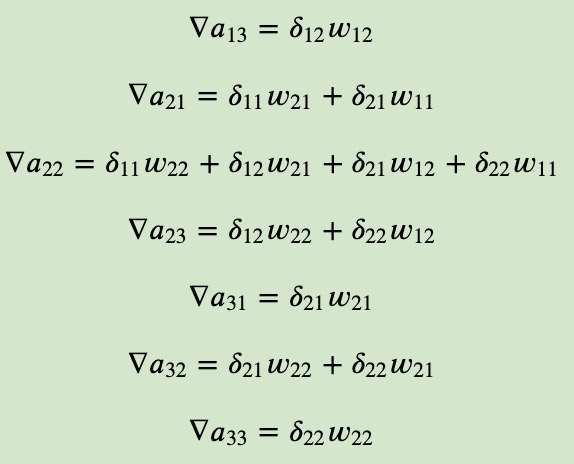 ∇a₁₃ = δ₁₂w₁₂
∇a₂₁ = δ₁₁w₂₁ + δ₂₁w₁₁
∇a₂₂ = δ₁₁w₂₂ + δ₁₂w₂₁ + δ₂₁w₁₂ + δ₂₂w₁₁
∇a₂₃ = δ₁₂w₂₂ + δ₂₂w₁₂
∇a₃₁ = δ₂₁w₂₁
∇a₃₂ = δ₂₁w₂₂ + δ₂₂w₂₁
∇a₃₃ = δ₂₂w₂₂